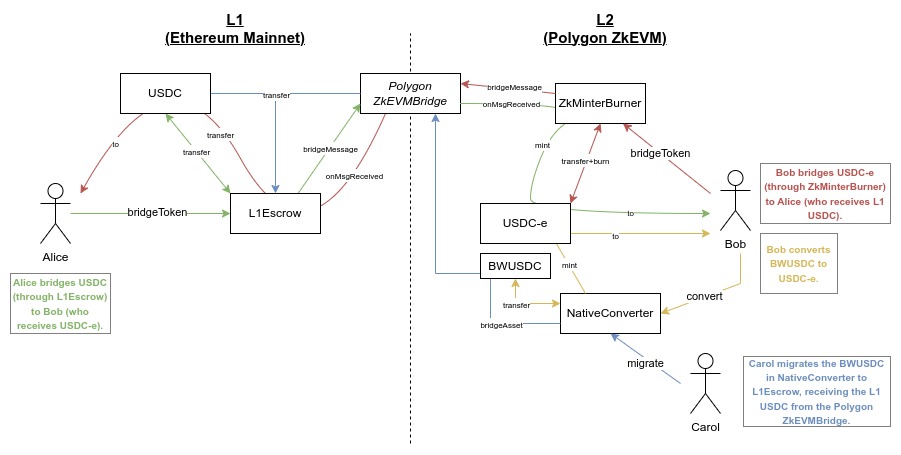 L1
(Ethereum Mainnet)
L2
(Polygon ZkEVM)
USDC
transfer
Polygon
ZkEVMBridge
bridgeMessage
onMsgReceived
ZkMinterBurner
to
transfer
transfer
bridgeMessage
onMsgReceived
mint
transfer+burn
bridgeToken
bridgeToken
L1Escrow
Alice
Alice bridges USDC
(through L1Escrow)
to Bob (who
receives USDC-e).
USDC-e
to
to
Bob
Bob bridges USDC-e
(through ZkMinterBurner)
to Alice (who receives L1
USDC).
Bob converts
BWUSDC to
USDC-e.
BWUSDC
mint
transfer
bridgeAsset
NativeConverter
convert
migrate
Carol
Carol migrates the BWUSDC
in NativeConverter to
L1Escrow, receiving the L1
USDC from the Polygon
ZkEVMBridge.